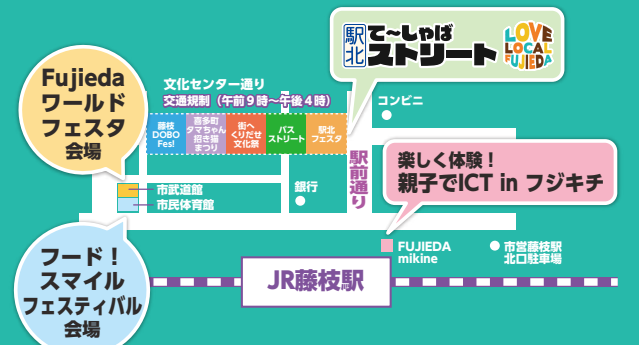 駅北
て〜しゃば
ストリート
LOVE
LOCAL
FUJIEDA
Fujieda
ワールド
フェスタ
会場
文化センター通り
交通規制（午前9時〜午後4時）
コンビニ
藤枝
DOBO
Fes!
喜多町
タマちゃん
招き猫
まつり
街へ
くりだせ
文化祭
バス
ストリート
駅北
フェスタ
駅前通り
楽しく体験！
親子でICT in フジキチ
市武道館
市民体育館
銀行
フード！
スマイル
フェスティバル
会場
FUJIEDA
mikine
市営藤枝駅
北口駐車場
JR藤枝駅